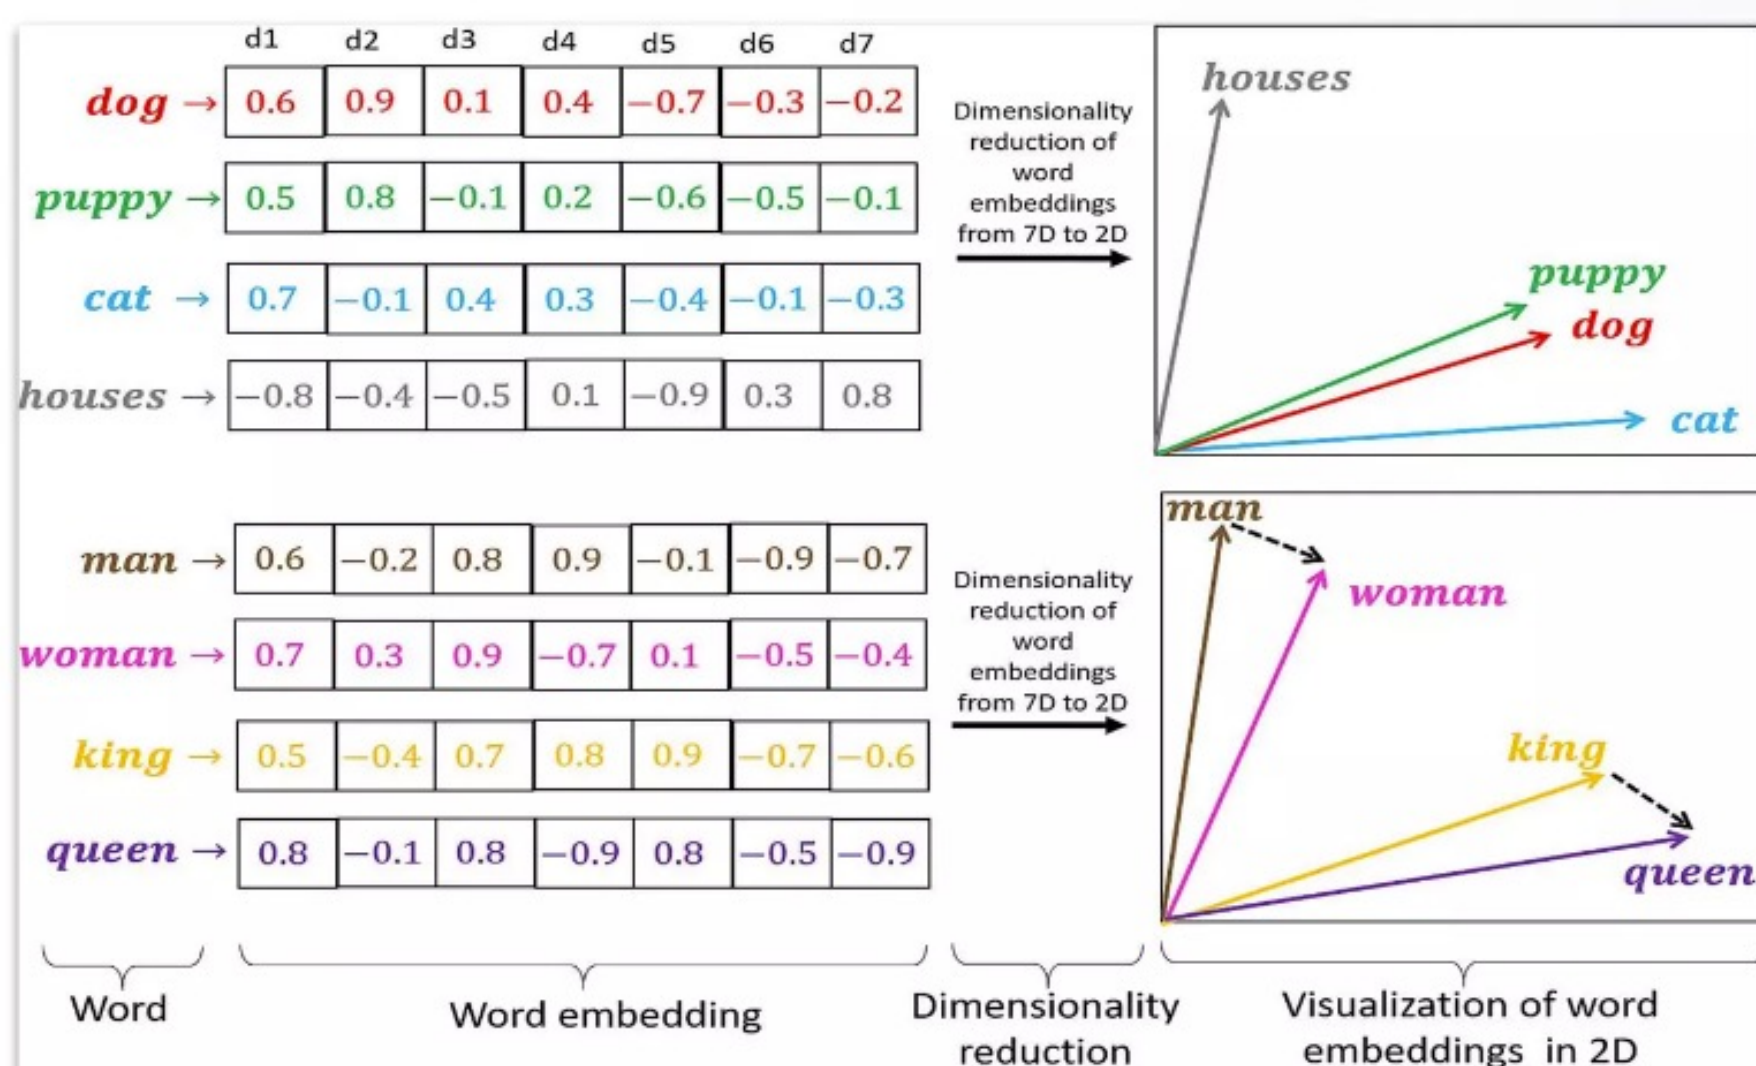 d1 d2 d3 d4 d5 d6 d7
dog → 0.6 0.9 0.1 0.4 −0.7 −0.3 −0.2
puppy → 0.5 0.8 −0.1 0.2 −0.6 −0.5 −0.1
cat → 0.7 −0.1 0.4 0.3 −0.4 −0.1 −0.3
houses → −0.8 −0.4 −0.5 0.1 −0.9 0.3 0.8
Dimensionality
reduction of
word
embeddings
from 7D to 2D
houses
puppy
dog
cat
man → 0.6 −0.2 0.8 0.9 −0.1 −0.9 −0.7
woman → 0.7 0.3 0.9 −0.7 0.1 −0.5 −0.4
king → 0.5 −0.4 0.7 0.8 0.9 −0.7 −0.6
queen → 0.8 −0.1 0.8 −0.9 0.8 −0.5 −0.9
Dimensionality
reduction of
word
embeddings
from 7D to 2D
man
woman
king
queen
Word
Word embedding
Dimensionality
reduction
Visualization of word
embeddings in 2D